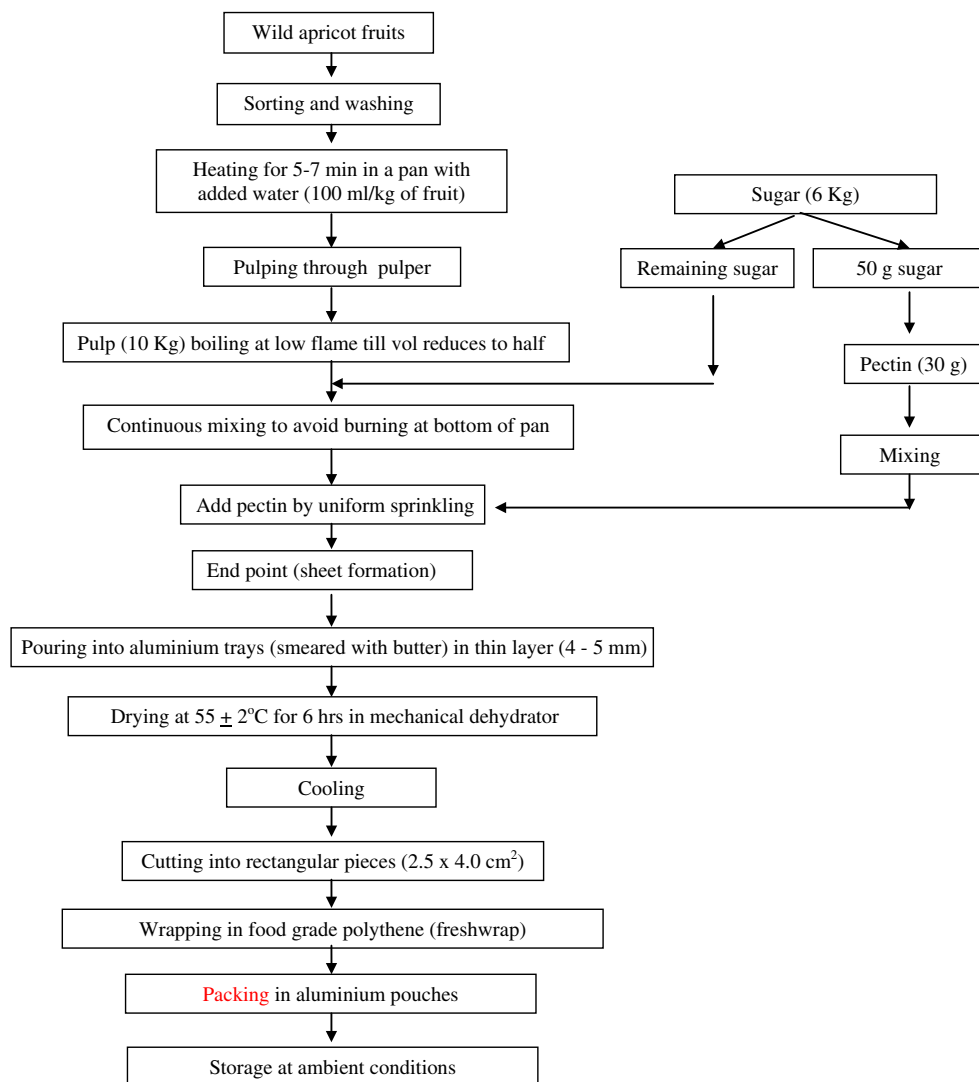 Wild apricot fruits
Sorting and washing
Heating for 5-7 min in a pan with
added water (100 ml/kg of fruit)
Sugar (6 Kg)
Pulping through pulper
Remaining sugar
50 g sugar
Pulp (10 Kg) boiling at low flame till vol reduces to half
Pectin (30 g)
Continuous mixing to avoid burning at bottom of pan
Mixing
Add pectin by uniform sprinkling
End point (sheet formation)
Pouring into aluminium trays (smeared with butter) in thin layer (4 - 5 mm)
Drying at 55 ± 2°C for 6 hrs in mechanical dehydrator
Cooling
Cutting into rectangular pieces (2.5 x 4.0 cm²)
Wrapping in food grade polythene (freshwrap)
Packing in aluminium pouches
Storage at ambient conditions